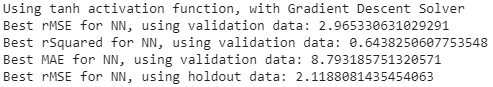 Using tanh activation function, with Gradient Descent Solver
Best rMSE for NN, using validation data: 2.965330631029291
Best rSquared for NN, using validation data: 0.6438250607753548
Best MAE for NN, using validation data: 8.793185751320571
Best rMSE for NN, using holdout data: 2.1188081435454063